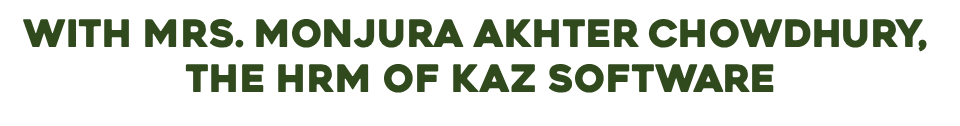 WITH MRS. MONJURA AKHTER CHOWDHURY,
THE HRM OF KAZ SOFTWARE